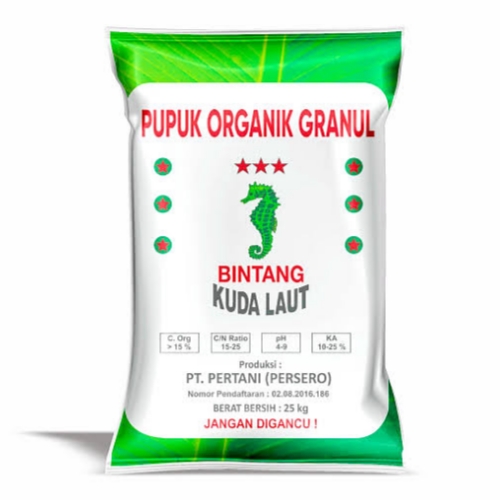 PUPUK ORGANIK GRANUL
BINTANG
KUDA LAUT
C. Org
> 15 %
C/N Ratio
15-25
pH
4-9
KA
10-25 %
Produksi :
PT. PERTANI (PERSERO)
Nomor Pendaftaran : 02.08.2016.186
BERAT BERSIH : 25 kg
JANGAN DIGANCU !